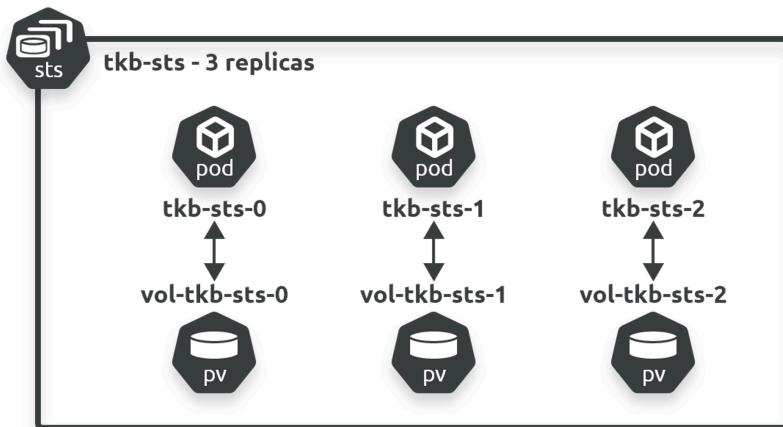 sts
tkb-sts - 3 replicas
pod pod pod
tkb-sts-0 tkb-sts-1 tkb-sts-2
vol-tkb-sts-0 vol-tkb-sts-1 vol-tkb-sts-2
pv pv pv